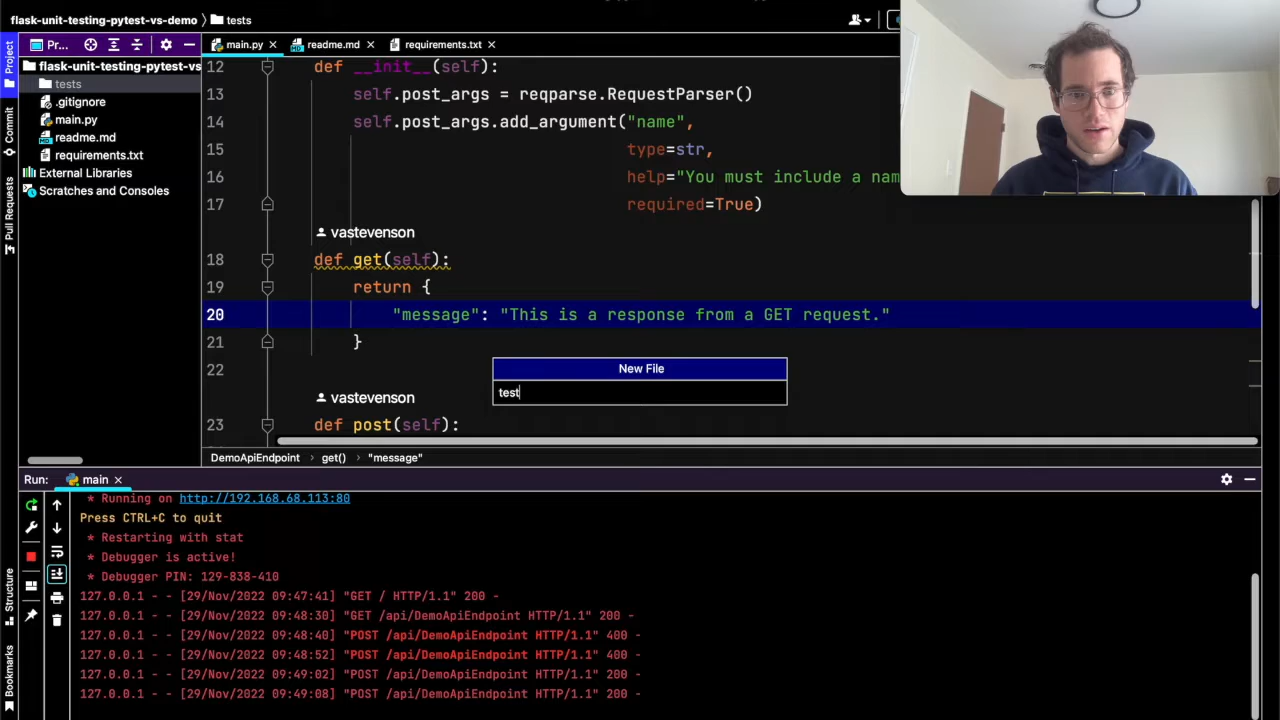 flask-unit-testing-pytest-vs-demo
tests
Project
Commit
Pull Requests
Structure
Bookmarks
Pr...
flask-unit-testing-pytest-vs
tests
.gitignore
main.py
readme.md
requirements.txt
External Libraries
Scratches and Consoles
main.py
readme.md
requirements.txt
12 def __init__(self):
13 self.post_args = reqparse.RequestParser()
14 self.post_args.add_argument("name",
15 type=str,
16 help="You must include a nam
17 required=True)
vastevenson
18 def get(self):
19 return {
20 "message": "This is a response from a GET request."
21 }
22
vastevenson
23 def post(self):
New File
test
DemoApiEndpoint
get()
"message"
Run:
main
* Running on http://192.168.68.113:80
Press CTRL+C to quit
* Restarting with stat
* Debugger is active!
* Debugger PIN: 129-838-410
127.0.0.1 - - [29/Nov/2022 09:47:41] "GET / HTTP/1.1" 200 -
127.0.0.1 - - [29/Nov/2022 09:48:30] "GET /api/DemoApiEndpoint HTTP/1.1" 200 -
127.0.0.1 - - [29/Nov/2022 09:48:40] "POST /api/DemoApiEndpoint HTTP/1.1" 400 -
127.0.0.1 - - [29/Nov/2022 09:48:52] "POST /api/DemoApiEndpoint HTTP/1.1" 400 -
127.0.0.1 - - [29/Nov/2022 09:49:02] "POST /api/DemoApiEndpoint HTTP/1.1" 200 -
127.0.0.1 - - [29/Nov/2022 09:49:08] "POST /api/DemoApiEndpoint HTTP/1.1" 200 -